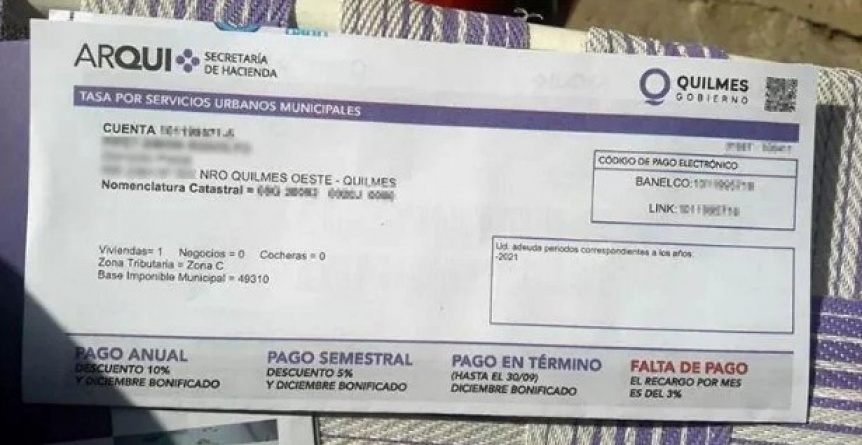 ARQUI SECRETARÍA
DE HACIENDA
QUILMES
GOBIERNO
TASA POR SERVICIOS URBANOS MUNICIPALES
CUENTA
NRO QUILMES OESTE - QUILMES
Nomenclatura Catastral =
CÓDIGO DE PAGO ELECTRÓNICO
BANELCO:
LINK:
Viviendas= 1 Negocios = 0 Cocheras = 0
Zona Tributaria = Zona C
Base Imponible Municipal = 49310
Ud. adeuda periodos correspondientes a los años:
-2021
PAGO ANUAL
DESCUENTO 10%
Y DICIEMBRE BONIFICADO
PAGO SEMESTRAL
DESCUENTO 5%
Y DICIEMBRE BONIFICADO
PAGO EN TÉRMINO
(HASTA EL 30/09)
DICIEMBRE BONIFICADO
FALTA DE PAGO
EL RECARGO POR MES
ES DEL 3%